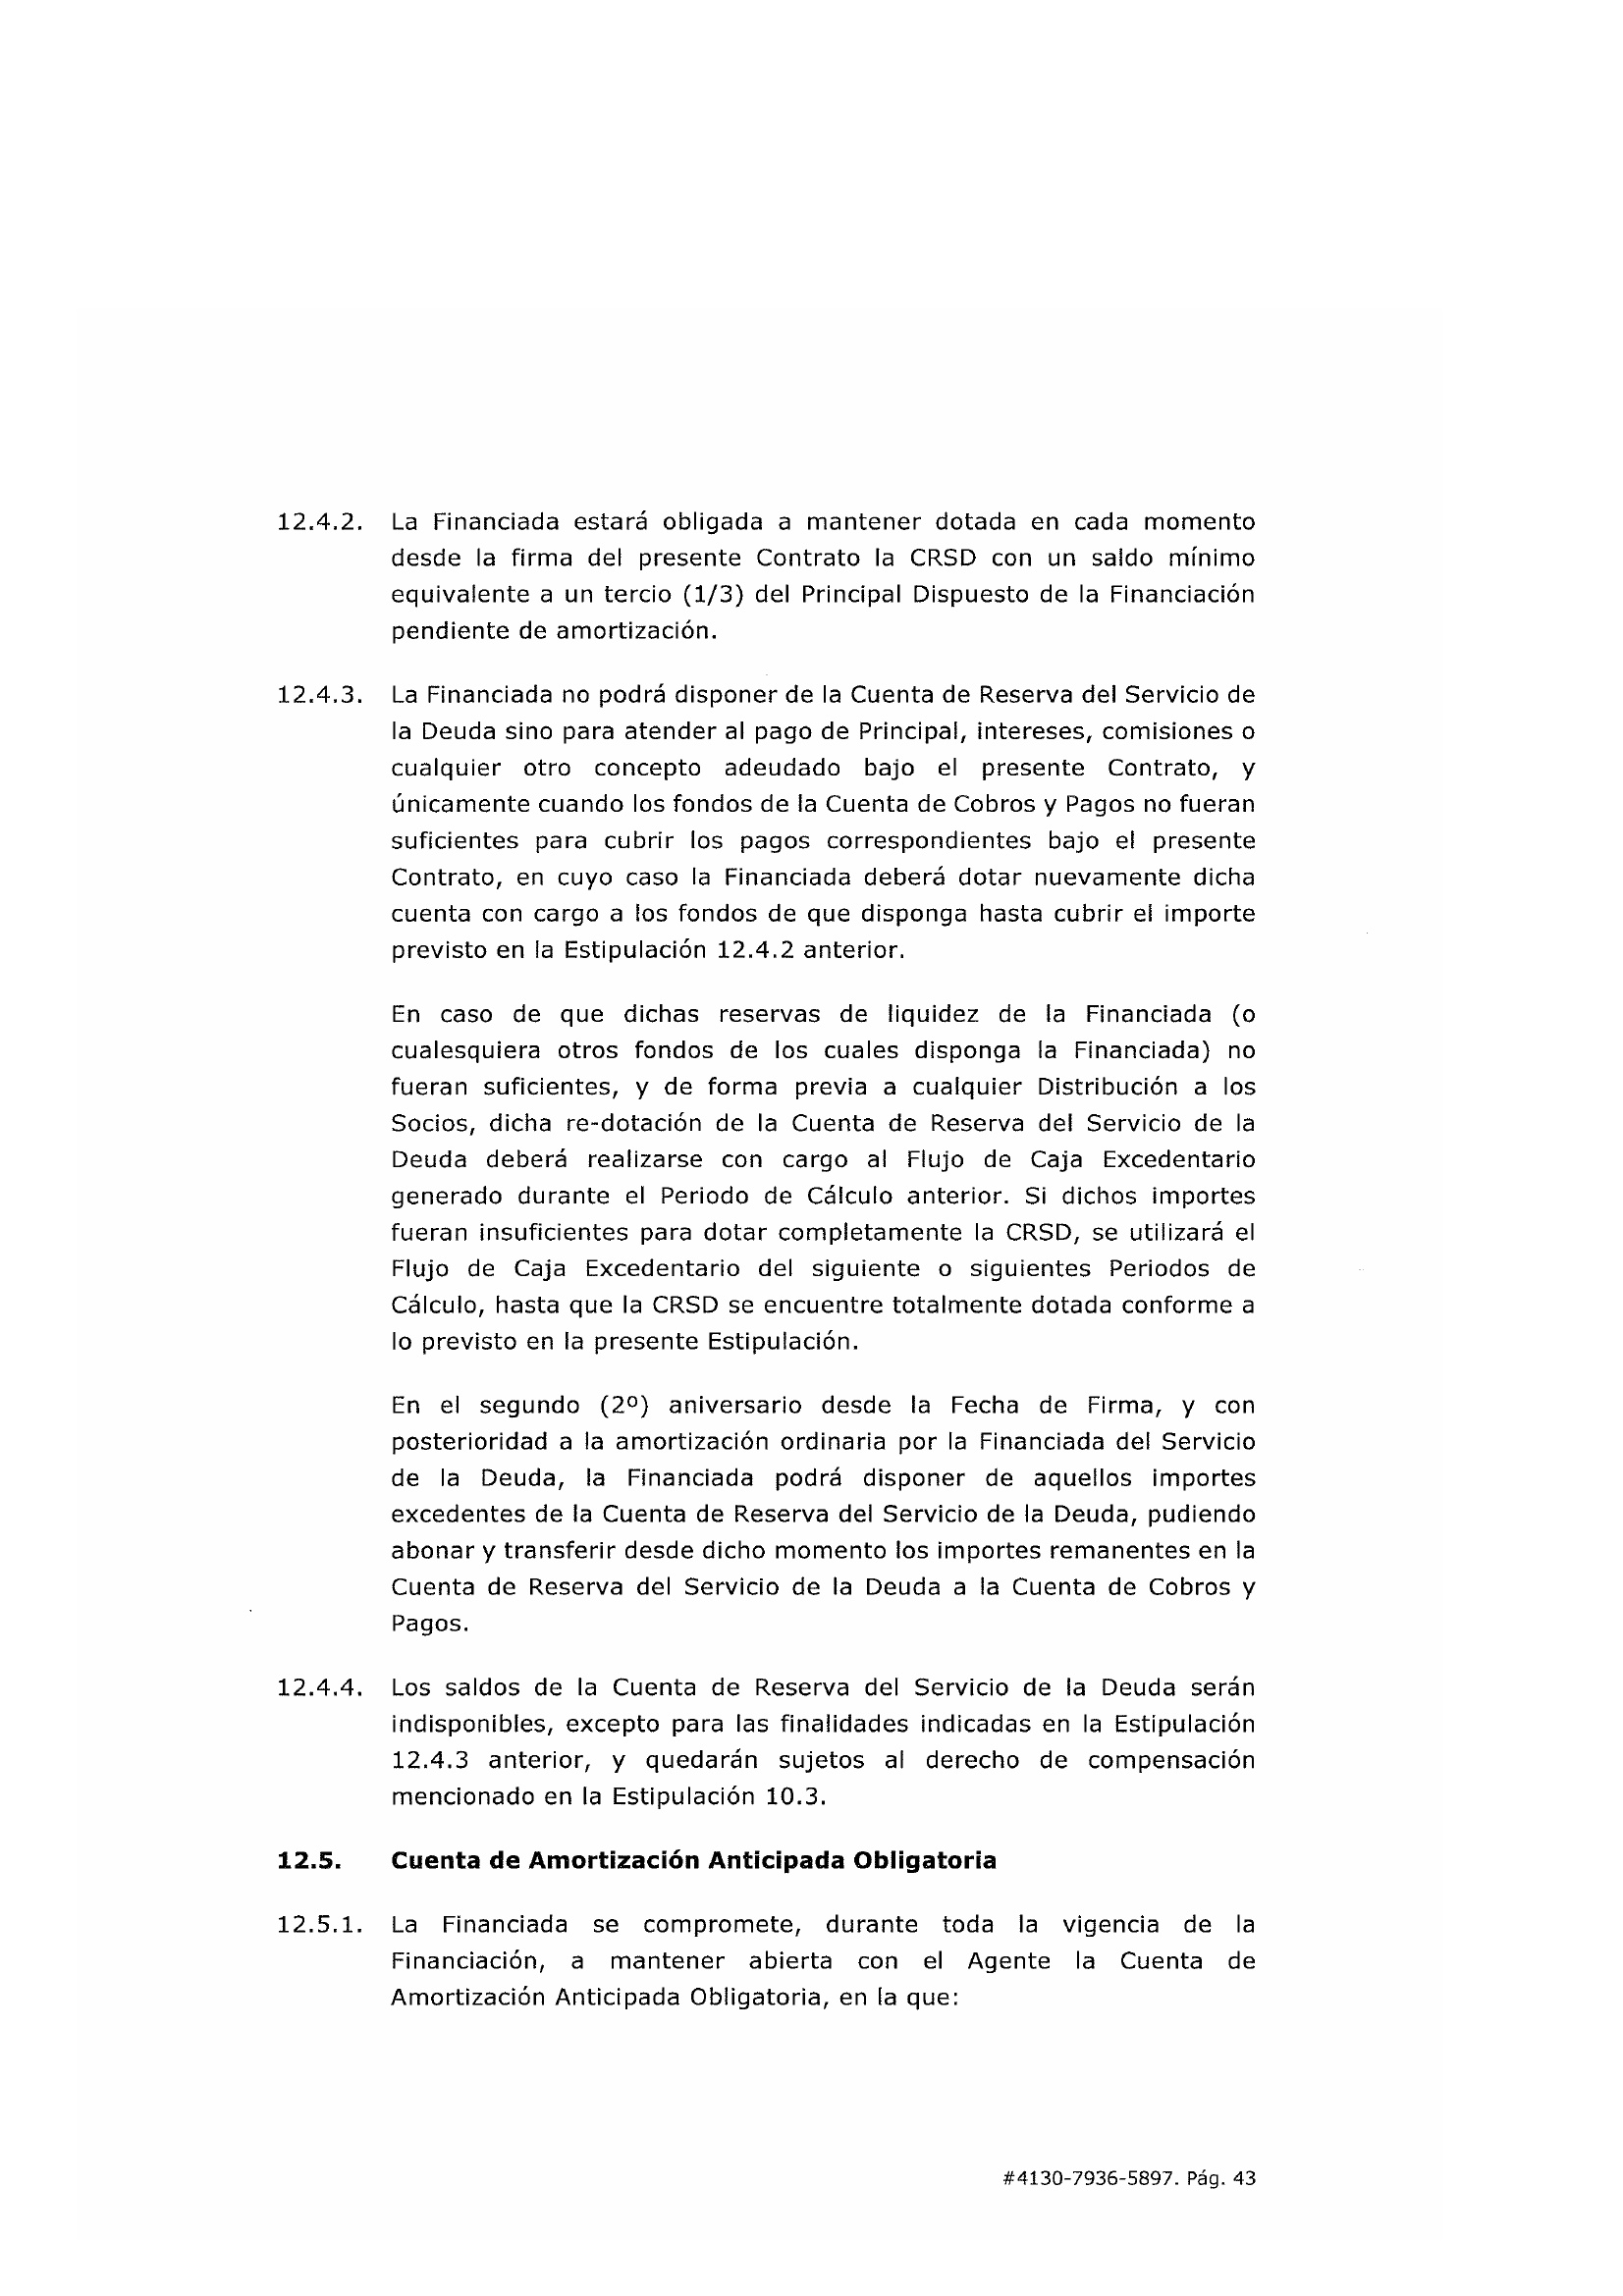 12.4.2. La Financiada estará obligada a mantener dotada en cada momento
desde la firma del presente Contrato la CRSD con un saldo mínimo
equivalente a un tercio (1/3) del Principal Dispuesto de la Financiación
pendiente de amortización.
12.4.3. La Financiada no podrá disponer de la Cuenta de Reserva del Servicio de
la Deuda sino para atender al pago de Principal, intereses, comisiones o
cualquier otro concepto adeudado bajo el presente Contrato, y
únicamente cuando los fondos de la Cuenta de Cobros y Pagos no fueran
suficientes para cubrir los pagos correspondientes bajo el presente
Contrato, en cuyo caso la Financiada deberá dotar nuevamente dicha
cuenta con cargo a los fondos de que disponga hasta cubrir el importe
previsto en la Estipulación 12.4.2 anterior.
En caso de que dichas reservas de liquidez de la Financiada (o
cualesquiera otros fondos de los cuales disponga la Financiada) no
fueran suficientes, y de forma previa a cualquier Distribución a los
Socios, dicha re-dotación de la Cuenta de Reserva del Servicio de la
Deuda deberá realizarse con cargo al Flujo de Caja Excedentario
generado durante el Periodo de Cálculo anterior. Si dichos importes
fueran insuficientes para dotar completamente la CRSD, se utilizará el
Flujo de Caja Excedentario del siguiente o siguientes Periodos de
Cálculo, hasta que la CRSD se encuentre totalmente dotada conforme a
lo previsto en la presente Estipulación.
En el segundo (2º) aniversario desde la Fecha de Firma, y con
posterioridad a la amortización ordinaria por la Financiada del Servicio
de la Deuda, la Financiada podrá disponer de aquellos importes
excedentes de la Cuenta de Reserva del Servicio de la Deuda, pudiendo
abonar y transferir desde dicho momento los importes remanentes en la
Cuenta de Reserva del Servicio de la Deuda a la Cuenta de Cobros y
Pagos.
12.4.4. Los saldos de la Cuenta de Reserva del Servicio de la Deuda serán
indisponibles, excepto para las finalidades indicadas en la Estipulación
12.4.3 anterior, y quedarán sujetos al derecho de compensación
mencionado en la Estipulación 10.3.
12.5. Cuenta de Amortización Anticipada Obligatoria
12.5.1. La Financiada se compromete, durante toda la vigencia de la
Financiación, a mantener abierta con el Agente la Cuenta de
Amortización Anticipada Obligatoria, en la que:
#4130-7936-5897. Pág. 43